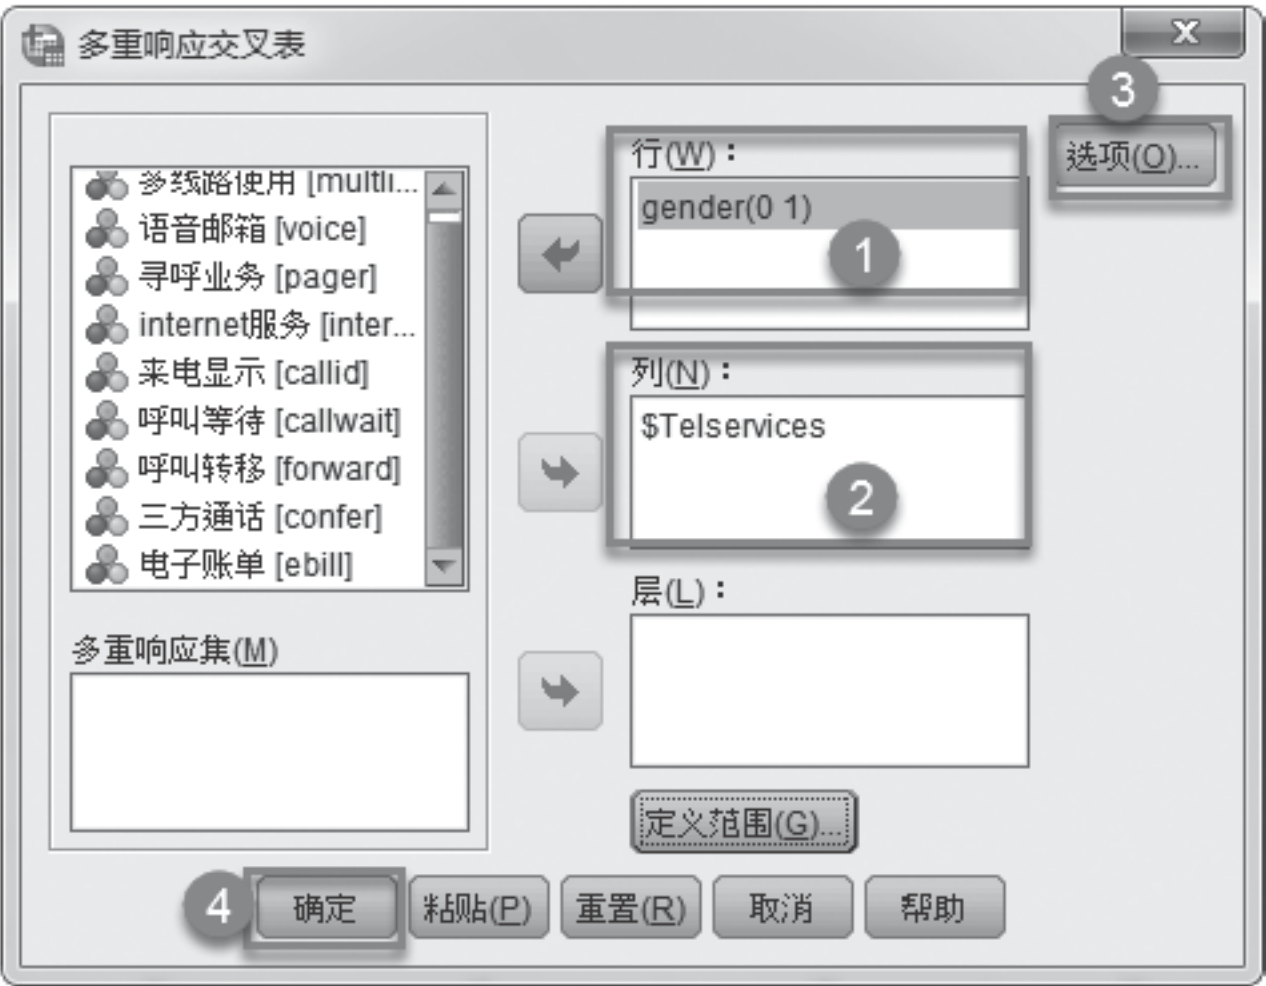 多重响应交叉表
多线路使用 [multli...
语音邮箱 [voice]
寻呼业务 [pager]
internet服务 [inter...
来电显示 [callid]
呼叫等待 [callwait]
呼叫转移 [forward]
三方通话 [confer]
电子账单 [ebill]
多重响应集(M)
行(W)：
gender(0 1)
1
列(N)：
$Telservices
2
层(L)：
定义范围(G)...
3
选项(O)...
4
确定
粘贴(P)
重置(R)
取消
帮助